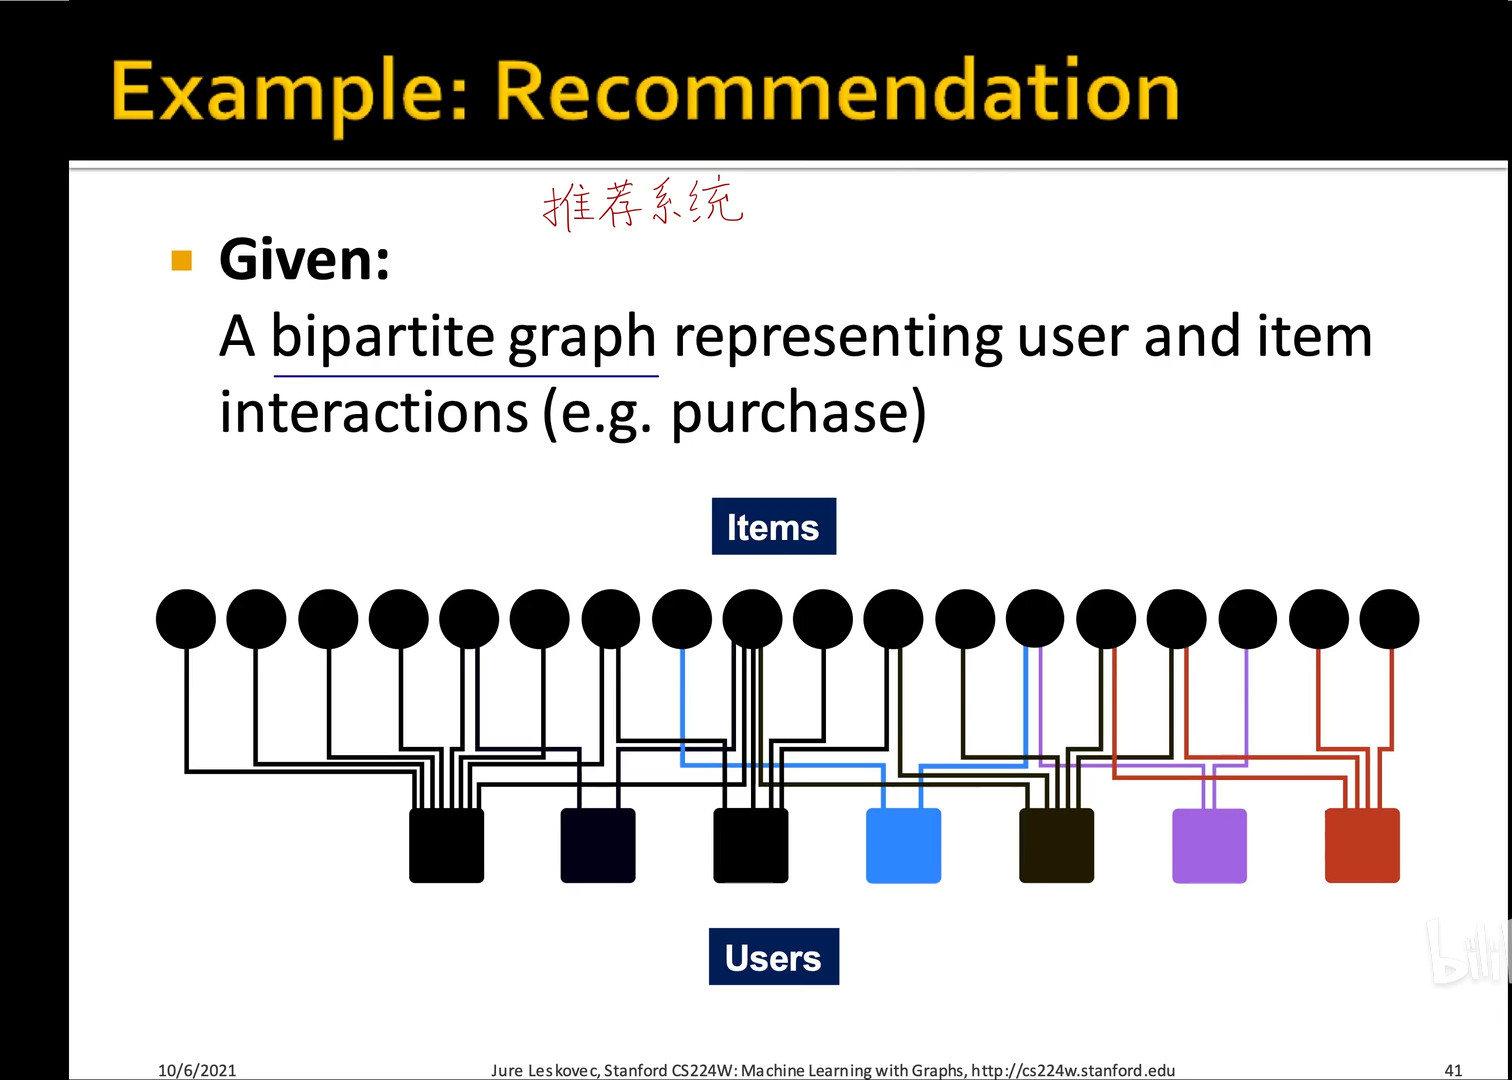 Example: Recommendation
推荐系统
Given:
A bipartite graph representing user and item
interactions (e.g. purchase)
Items
Users
10/6/2021
Jure Leskovec, Stanford CS224W: Machine Learning with Graphs, http://cs224w.stanford.edu
41